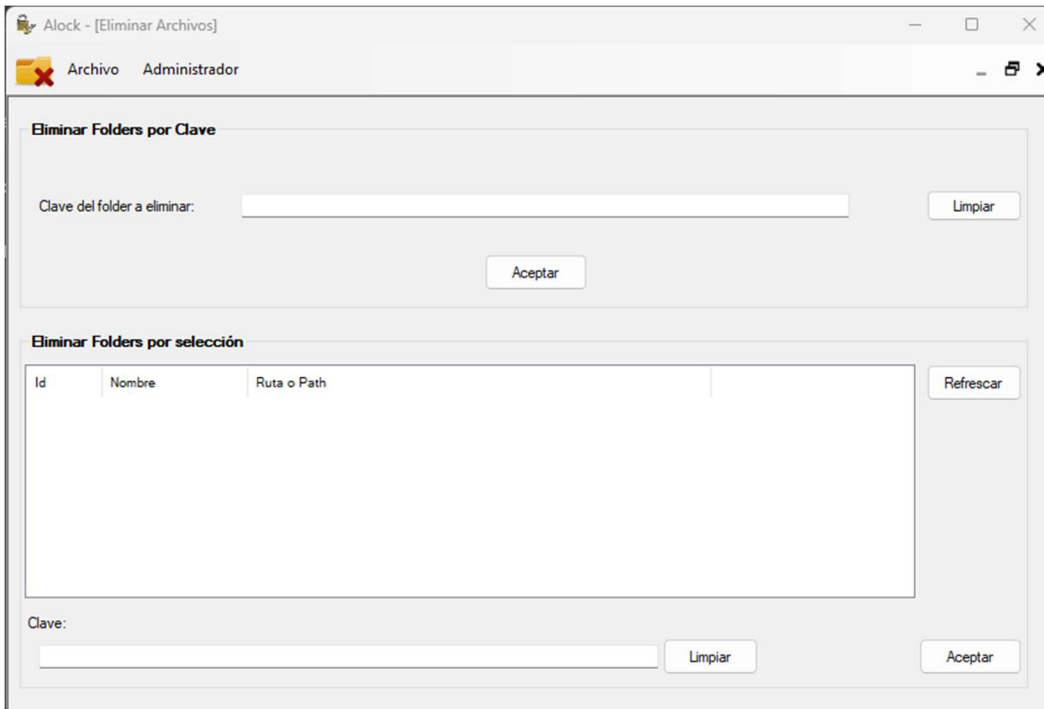 Alock - [Eliminar Archivos]
Archivo Administrador
Eliminar Folders por Clave
Clave del folder a eliminar: Limpiar
Aceptar
Eliminar Folders por selección
Id Nombre Ruta o Path Refrescar
Clave:
Limpiar Aceptar